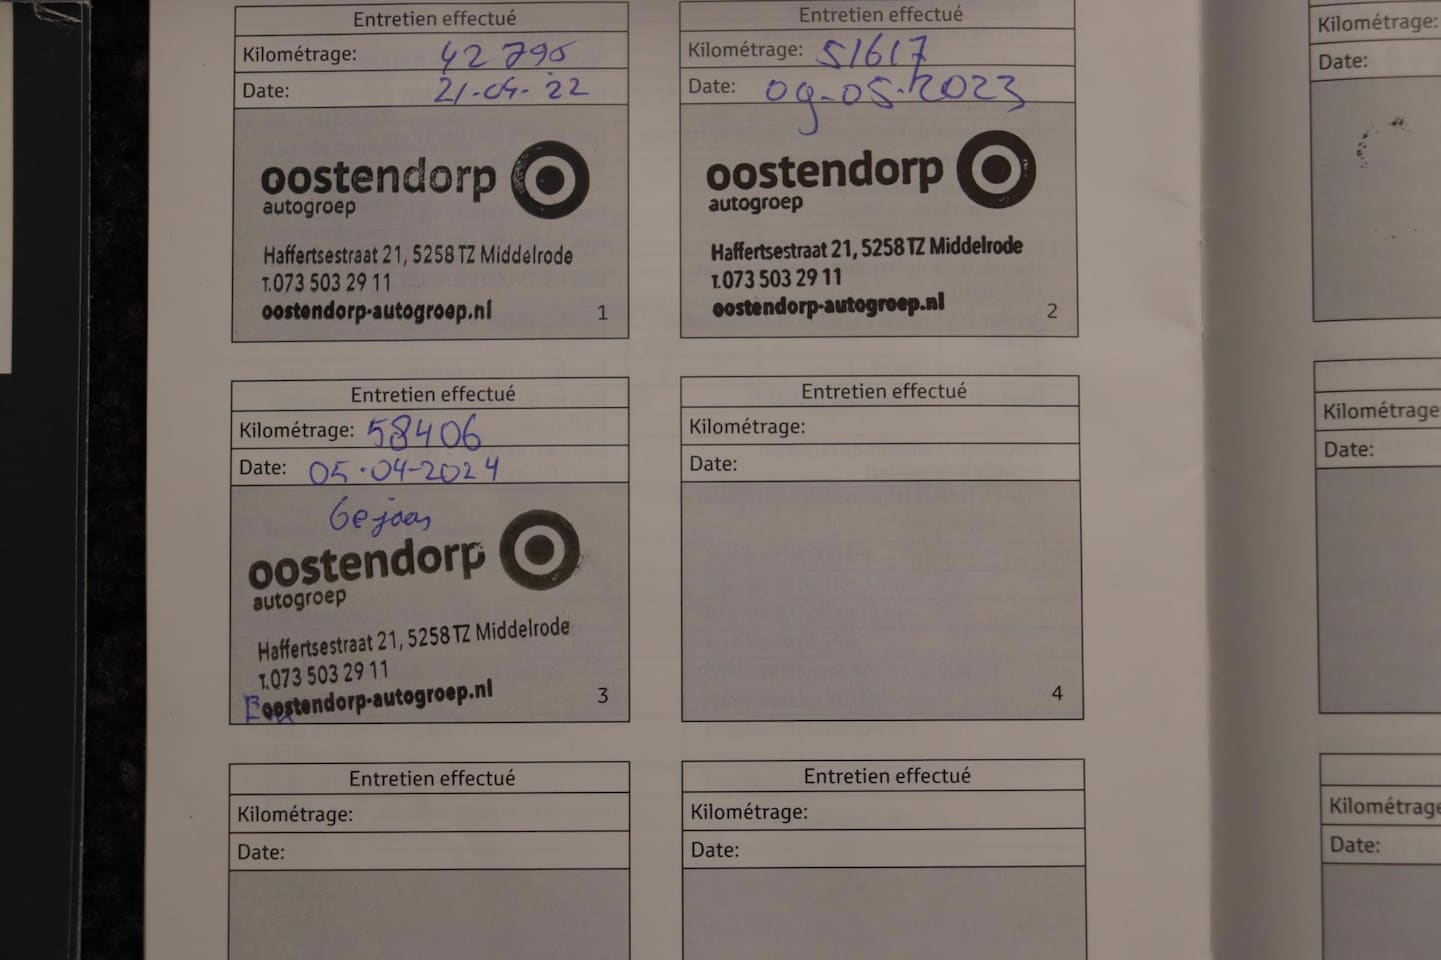 Entretien effectué
Kilométrage: 42 795
Date: 21-04-22
oostendorp
autogroep
Haffertsestraat 21, 5258 TZ Middelrode
T.073 503 29 11
oostendorp-autogroep.nl
1
Entretien effectué
Kilométrage: 51617
Date: 09-05-2023
oostendorp
autogroep
Haffertsestraat 21, 5258 TZ Middelrode
T.073 503 29 11
oostendorp-autogroep.nl
2
Entretien effectué
Kilométrage: 58406
Date: 05-04-2024
oostendorp
autogroep
Haffertsestraat 21, 5258 TZ Middelrode
T.073 503 29 11
oostendorp-autogroep.nl
3
Entretien effectué
Kilométrage:
Date:
4
Entretien effectué
Kilométrage:
Date:
Entretien effectué
Kilométrage:
Date:
Kilométrage:
Date:
Kilométrage
Date:
Kilométrage
Date: